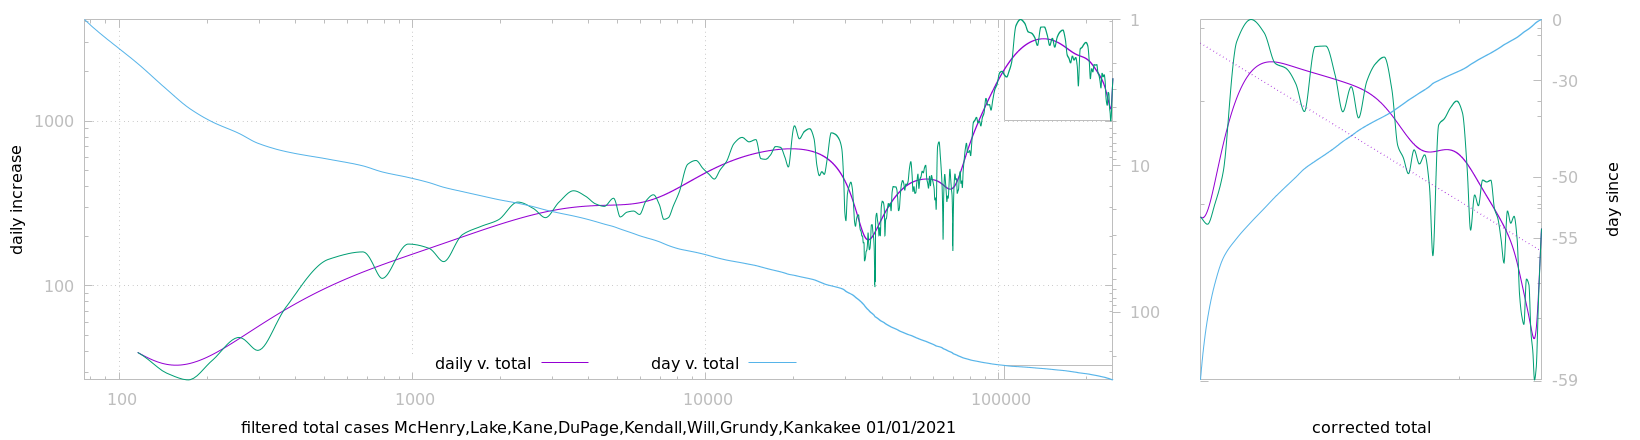 1000
100
daily increase
100
1000
10000
100000
1
10
100
daily v. total
day v. total
filtered total cases McHenry,Lake,Kane,DuPage,Kendall,Will,Grundy,Kankakee 01/01/2021
0
-30
-50
-55
-59
day since
corrected total